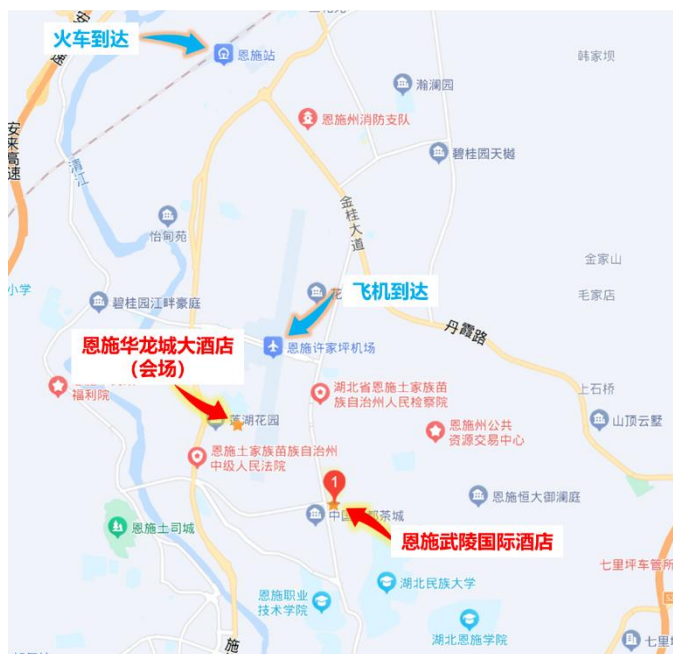 火车到达
恩施站
韩家坝
瀚澜园
恩施州消防支队
安来高速
清江
碧桂园天樾
金桂大道
怡甸苑
金家山
小学
碧桂园江畔豪庭
飞机到达
毛家店
丹霞路
恩施华龙城大酒店
(会场)
恩施许家坪机场
上石桥
福利院
湖北省恩施土家族苗
族自治州人民检察院
莲湖花园
恩施州公共
资源交易中心
山顶云墅
恩施土家族苗族自治州
中级人民法院
1
恩施恒大御澜庭
恩施土司城
恩施武陵国际酒店
七里坪车管所
湖北民族大学
恩施职业
技术学院
施
湖北恩施学院
七里